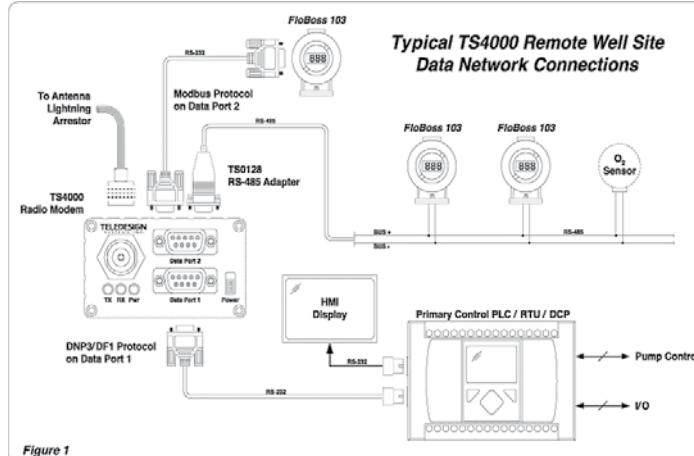 Typical TS4000 Remote Well Site
Data Network Connections
FloBoss 103
RS-232
Modbus Protocol
on Data Port 2
To Antenna
Lightning
Arrestor
RS-485
TS0128
RS-485 Adapter
TS4000
Radio Modem
FloBoss 103
FloBoss 103
O2
Sensor
BUS +
BUS -
RS-485
TELEDESIGN
Data Port 2
Data Port 1
TX RX Pwr
Power
HMI
Display
Primary Control PLC / RTU / DCP
RS-232
Pump Control
I/O
DNP3/DF1 Protocol
on Data Port 1
RS-232
Figure 1